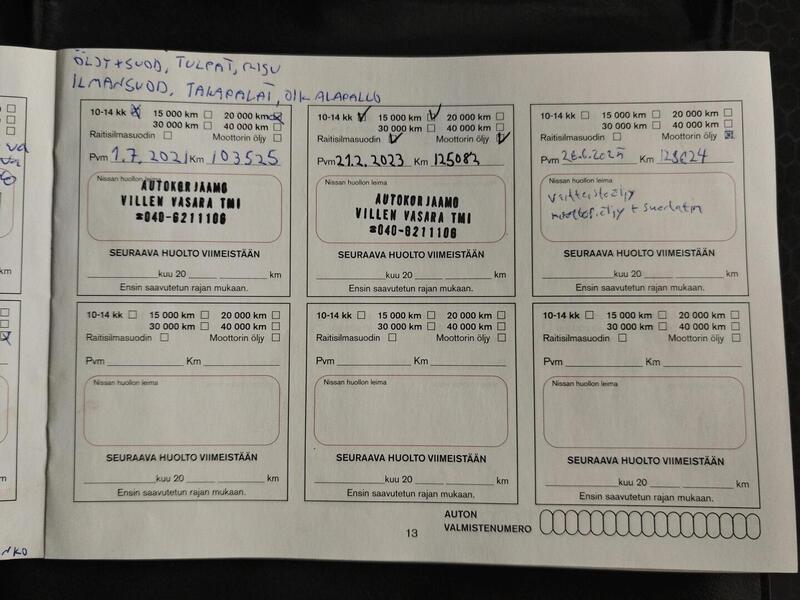 ÖLJYT+SUOD, TULPAT,
ILMANSUOD, TAKAPALAT, OIK ALAPALLO
10-14 kk 15 000 km 20 000 km
30 000 km 40 000 km
Raitisilmasuodin Moottorin öljy
Pvm 1.7.2021 Km 103525
Nissan huollon leima
AUTOKORJAAMO
VILLEN VASARA TMI
☎040-6211106
SEURAAVA HUOLTO VIIMEISTÄÄN
kuu 20 km
Ensin saavutetun rajan mukaan.
10-14 kk 15 000 km 20 000 km
30 000 km 40 000 km
Raitisilmasuodin Moottorin öljy
Pvm 21.2.2023 Km 125082
Nissan huollon leima
AUTOKORJAAMO
VILLEN VASARA TMI
☎040-6211106
SEURAAVA HUOLTO VIIMEISTÄÄN
kuu 20 km
Ensin saavutetun rajan mukaan.
10-14 kk 15 000 km 20 000 km
30 000 km 40 000 km
Raitisilmasuodin Moottorin öljy
Pvm Km
Nissan huollon leima
vaihteistoöljy
moottoriöljy + suodatin
SEURAAVA HUOLTO VIIMEISTÄÄN
kuu 20 km
Ensin saavutetun rajan mukaan.
10-14 kk 15 000 km 20 000 km
30 000 km 40 000 km
Raitisilmasuodin Moottorin öljy
Pvm Km
Nissan huollon leima
SEURAAVA HUOLTO VIIMEISTÄÄN
kuu 20 km
Ensin saavutetun rajan mukaan.
10-14 kk 15 000 km 20 000 km
30 000 km 40 000 km
Raitisilmasuodin Moottorin öljy
Pvm Km
Nissan huollon leima
SEURAAVA HUOLTO VIIMEISTÄÄN
kuu 20 km
Ensin saavutetun rajan mukaan.
10-14 kk 15 000 km 20 000 km
30 000 km 40 000 km
Raitisilmasuodin Moottorin öljy
Pvm Km
Nissan huollon leima
SEURAAVA HUOLTO VIIMEISTÄÄN
kuu 20 km
Ensin saavutetun rajan mukaan.
AUTON
VALMISTENUMERO
13